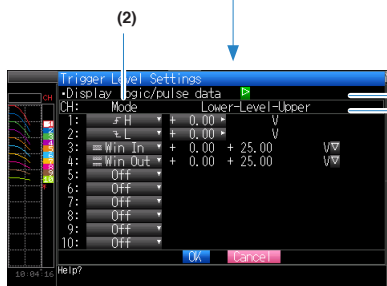 (2)
Trigger Level Settings
•Display logic/pulse data
CH: Mode Lower-Level-Upper
1: H + 0.00 V
2: L + 0.00 V
3: Win In + 0.00 + 25.00 V
4: Win Out + 0.00 + 25.00 V
5: Off
6: Off
7: Off
8: Off
9: Off
10: Off
OK Cancel
Help?
CH
10:04:16